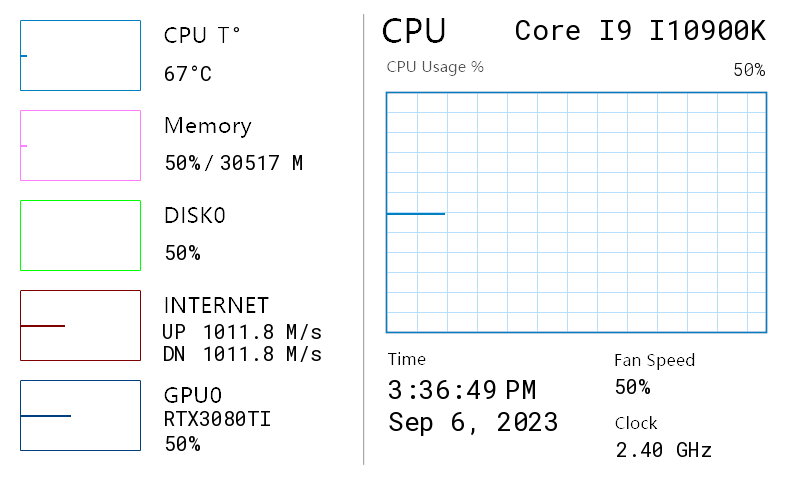 CPU T°
67°C
Memory
50%/ 30517 M
DISK0
50%
INTERNET
UP 1011.8 M/s
DN 1011.8 M/s
GPU0
RTX3080TI
50%
CPU Core I9 I10900K
CPU Usage % 50%
Time
3:36:49 PM
Sep 6, 2023
Fan Speed
50%
Clock
2.40 GHz